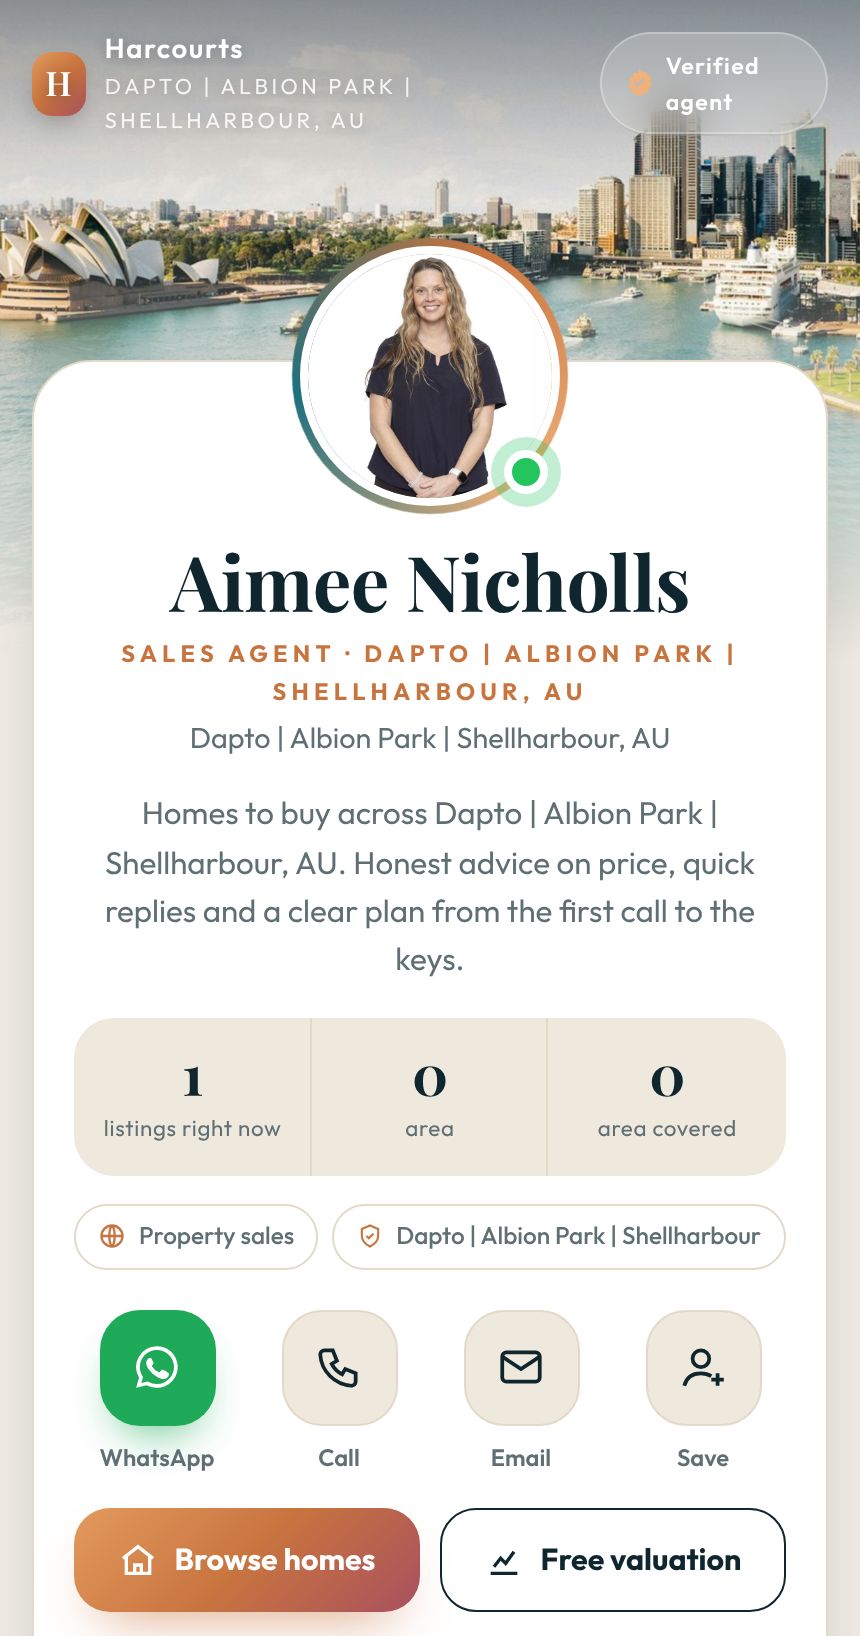 H
Harcourts
DAPTO | ALBION PARK |
SHELLHARBOUR, AU
Verified
agent
Aimee Nicholls
SALES AGENT · DAPTO | ALBION PARK |
SHELLHARBOUR, AU
Dapto | Albion Park | Shellharbour, AU
Homes to buy across Dapto | Albion Park |
Shellharbour, AU. Honest advice on price, quick
replies and a clear plan from the first call to the
keys.
1
listings right now
0
area
0
area covered
Property sales
Dapto | Albion Park | Shellharbour
WhatsApp
Call
Email
Save
Browse homes
Free valuation